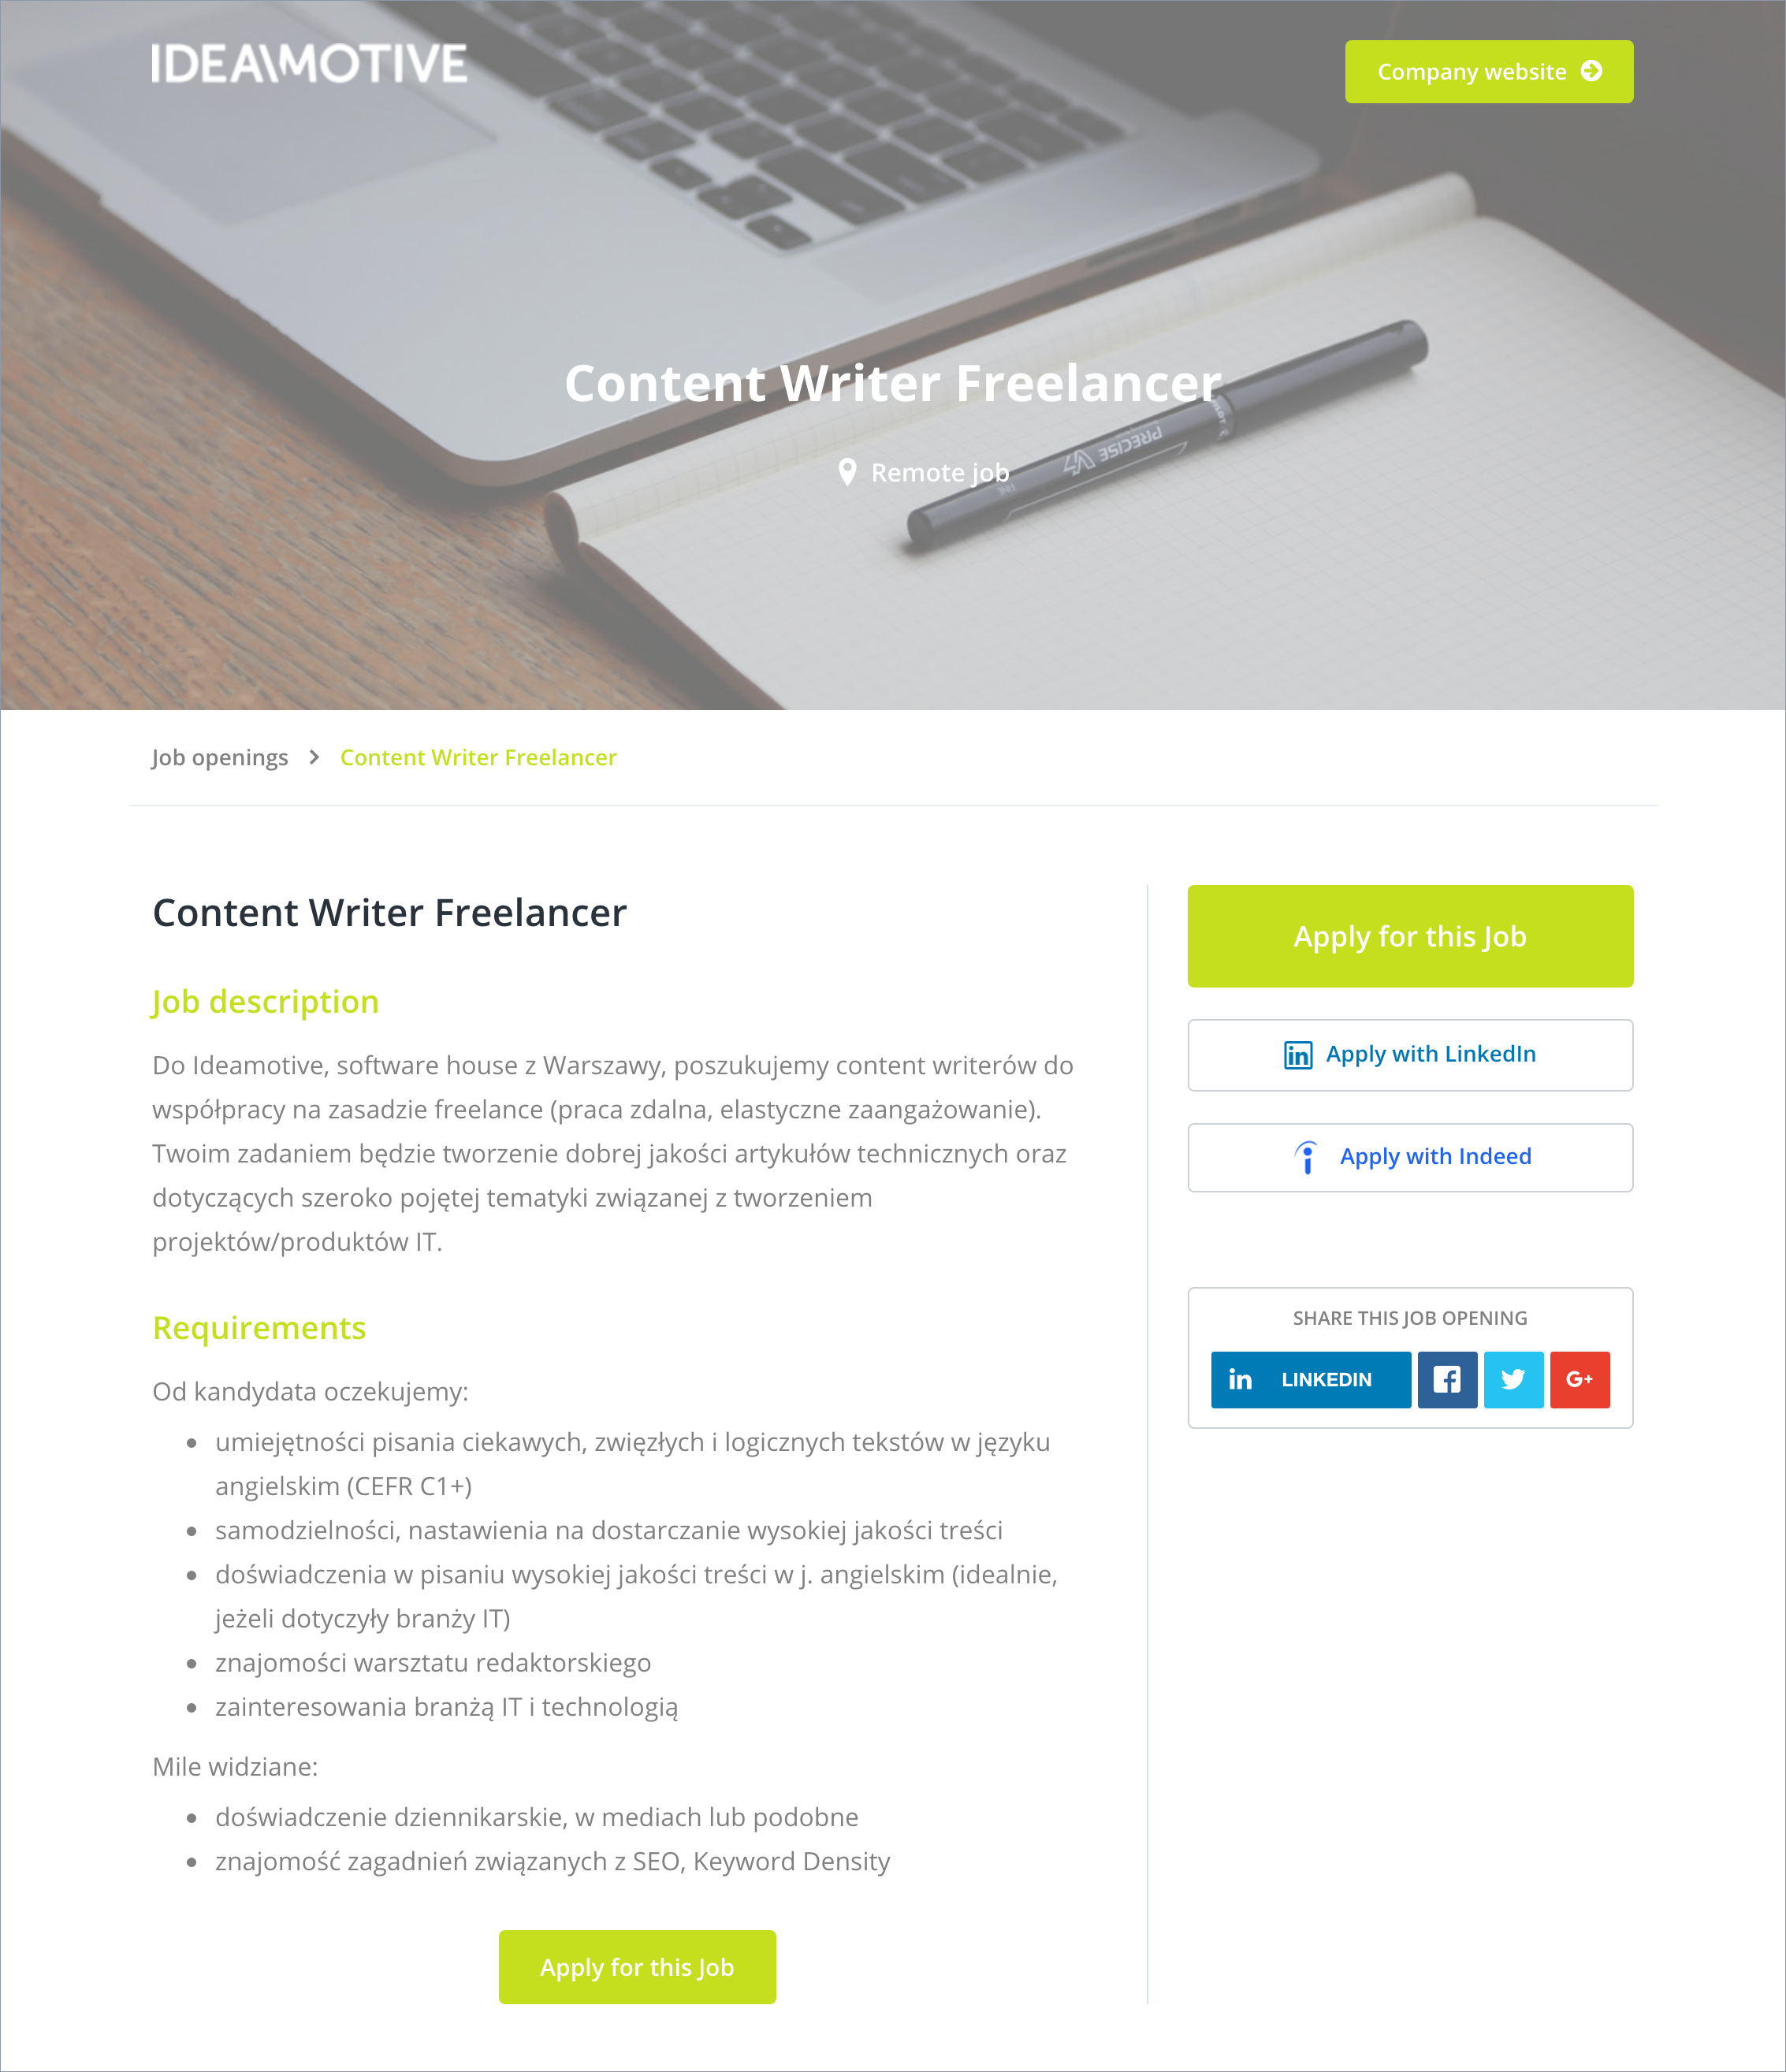 IDEAMOTIVE
Company website
Content Writer Freelancer
Remote job
PILOT
PRECISE V7
FINE
Job openings > Content Writer Freelancer
Content Writer Freelancer
Job description
Do Ideamotive, software house z Warszawy, poszukujemy content writerów do
współpracy na zasadzie freelance (praca zdalna, elastyczne zaangażowanie).
Twoim zadaniem będzie tworzenie dobrej jakości artykułów technicznych oraz
dotyczących szeroko pojętej tematyki związanej z tworzeniem
projektów/produktów IT.
Requirements
Od kandydata oczekujemy:
• umiejętności pisania ciekawych, zwięzłych i logicznych tekstów w języku
angielskim (CEFR C1+)
• samodzielności, nastawienia na dostarczanie wysokiej jakości treści
• doświadczenia w pisaniu wysokiej jakości treści w j. angielskim (idealnie,
jeżeli dotyczyły branży IT)
• znajomości warsztatu redaktorskiego
• zainteresowania branżą IT i technologią
Mile widziane:
• doświadczenie dziennikarskie, w mediach lub podobne
• znajomość zagadnień związanych z SEO, Keyword Density
Apply for this Job
Apply for this Job
in Apply with LinkedIn
Apply with Indeed
SHARE THIS JOB OPENING
in LINKEDIN
G+